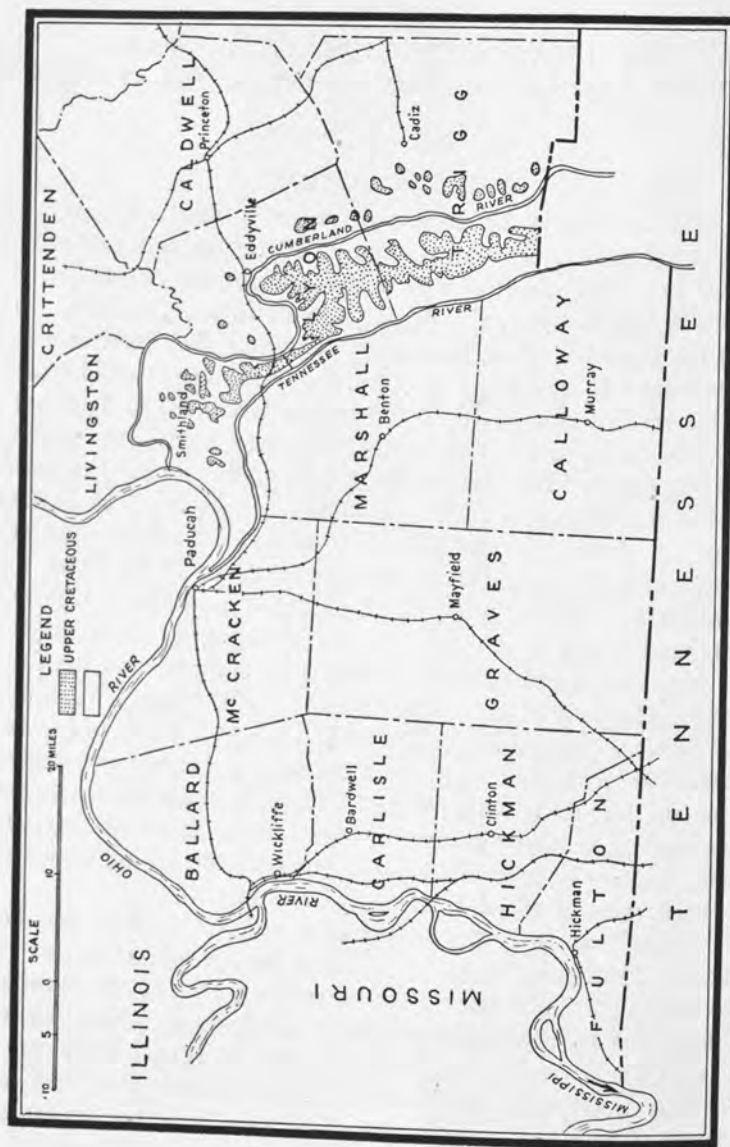 LEGEND
UPPER CRETACEOUS
SCALE
10
5
0
10
20 MILES
ILLINOIS
MISSOURI
TENNESSEE
OHIO
RIVER
RIVER
MISSISSIPPI
CUMBERLAND
RIVER
TENNESSEE
RIVER
CRITTENDEN
LIVINGSTON
Smithland
CALDWELL
Princeton
LYON
Eddyville
TRIGG
Cadiz
Paducah
McCRACKEN
BALLARD
Wickliffe
CARLISLE
Bardwell
HICKMAN
Clinton
FULTON
Hickman
GRAVES
Mayfield
MARSHALL
Benton
CALLOWAY
Murray